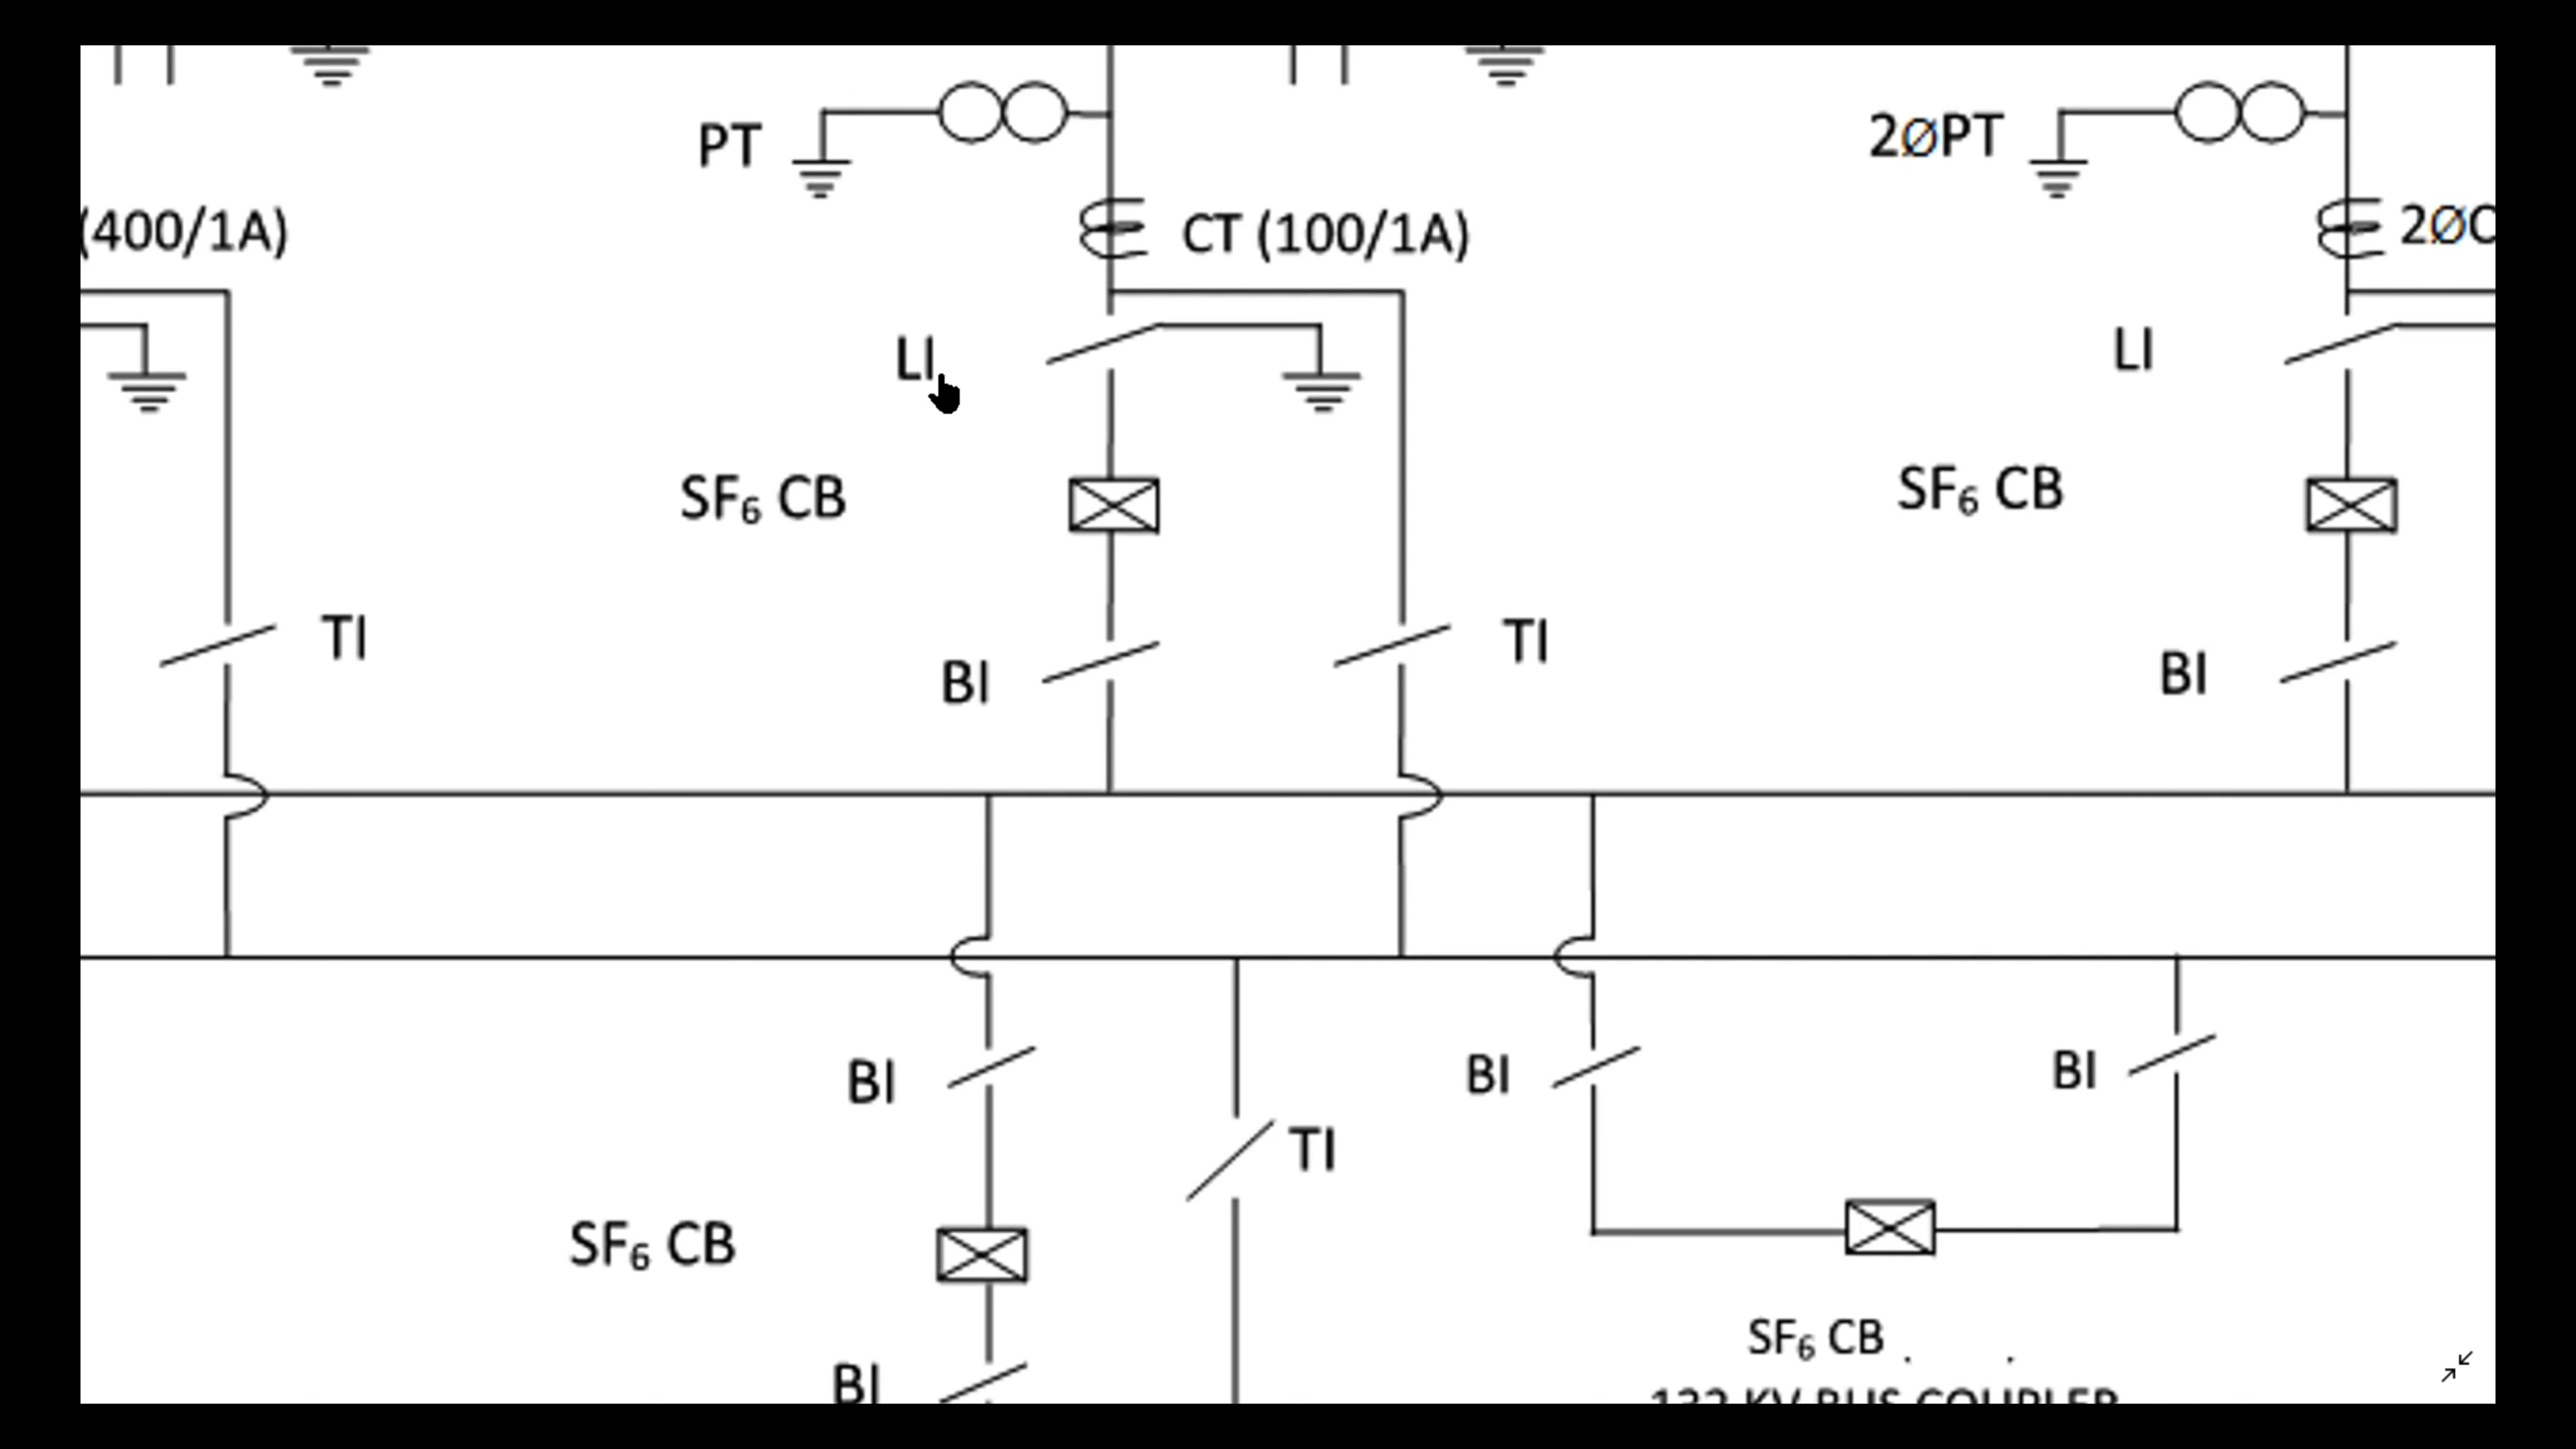 PT
2ØPT
(400/1A)
CT (100/1A)
2ØC
LI
LI
SF₆ CB
SF₆ CB
TI
BI
TI
BI
BI
TI
BI
BI
SF₆ CB
SF₆ CB
BI
132 KV BUS COUPLER